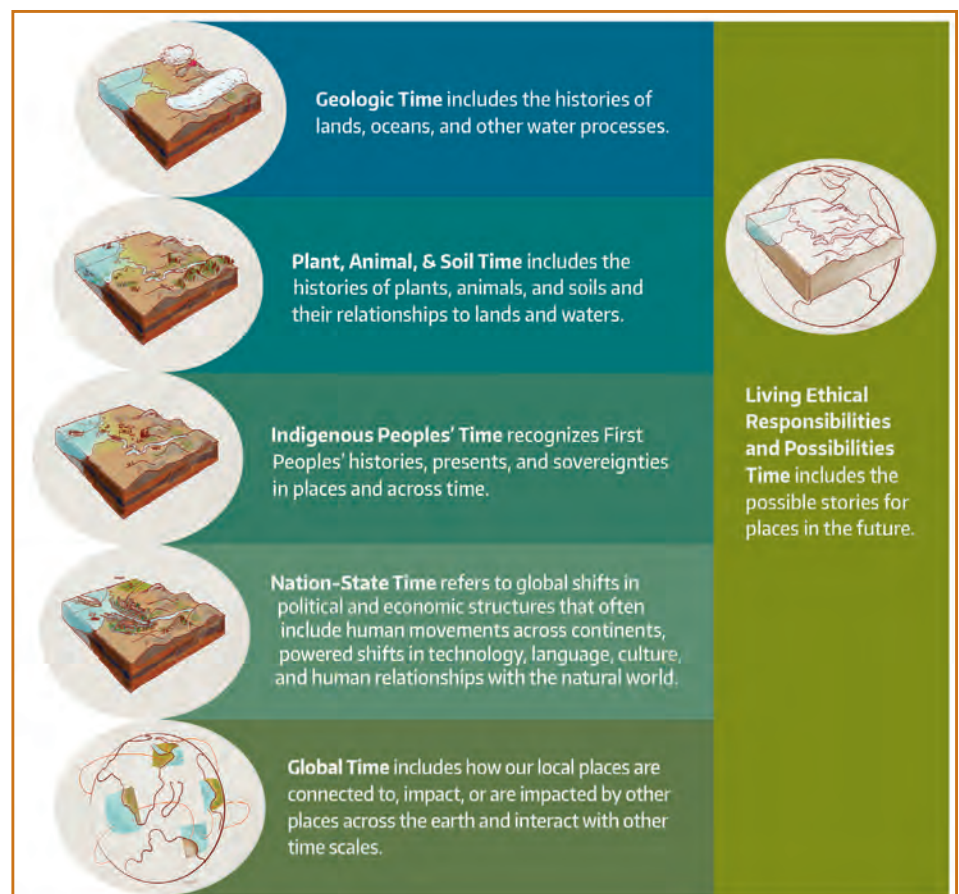 Geologic Time includes the histories of
lands, oceans, and other water processes.
Plant, Animal, & Soil Time includes the
histories of plants, animals, and soils and
their relationships to lands and waters.
Indigenous Peoples’ Time recognizes First
Peoples’ histories, presents, and sovereignties
in places and across time.
Nation-State Time refers to global shifts in
political and economic structures that often
include human movements across continents,
powered shifts in technology, language, culture,
and human relationships with the natural world.
Global Time includes how our local places are
connected to, impact, or are impacted by other
places across the earth and interact with other
time scales.
Living Ethical
Responsibilities
and Possibilities
Time includes the
possible stories for
places in the future.